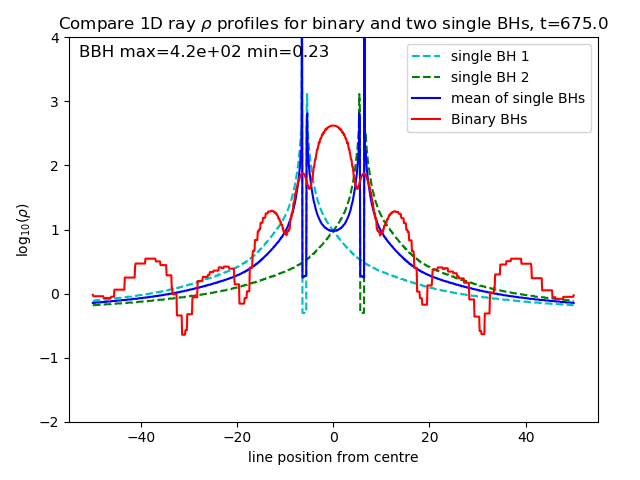 Compare 1D ray ρ profiles for binary and two single BHs, t=675.0
BBH max=4.2e+02 min=0.23
single BH 1
single BH 2
mean of single BHs
Binary BHs
log₁₀(ρ)
4
3
2
1
0
−1
−2
−40 −20 0 20 40
line position from centre